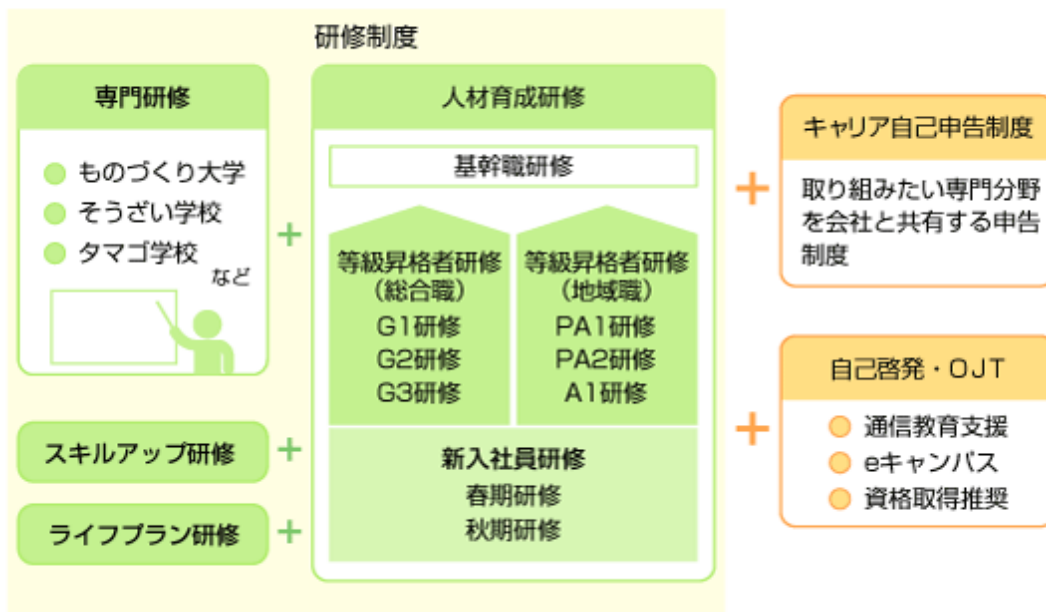 研修制度
専門研修
ものづくり大学
そうざい学校
タマゴ学校
など
スキルアップ研修
ライフプラン研修
人材育成研修
基幹職研修
等級昇格者研修
（総合職）
G1研修
G2研修
G3研修
等級昇格者研修
（地域職）
PA1研修
PA2研修
A1研修
新入社員研修
春期研修
秋期研修
キャリア自己申告制度
取り組みたい専門分野
を会社と共有する申告
制度
自己啓発・OJT
通信教育支援
eキャンパス
資格取得推奨